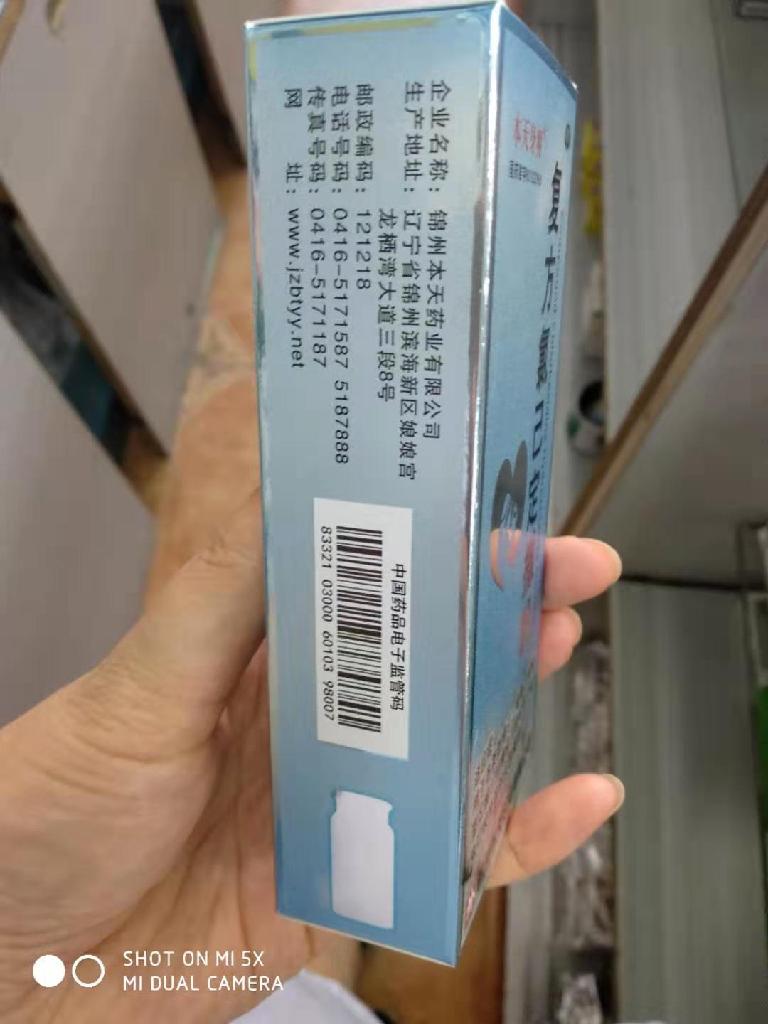 企业名称：锦州本天药业有限公司
生产地址：辽宁省锦州滨海新区娘娘宫
龙栖湾大道三段8号
邮政编码：121218
电话号码：0416-5171587 5187888
传真号码：0416-5171187
网 址：www.jzbtyy.net
中国药品电子监管码
83321 03000 60103 98007
复方
SHOT ON MI 5X
MI DUAL CAMERA